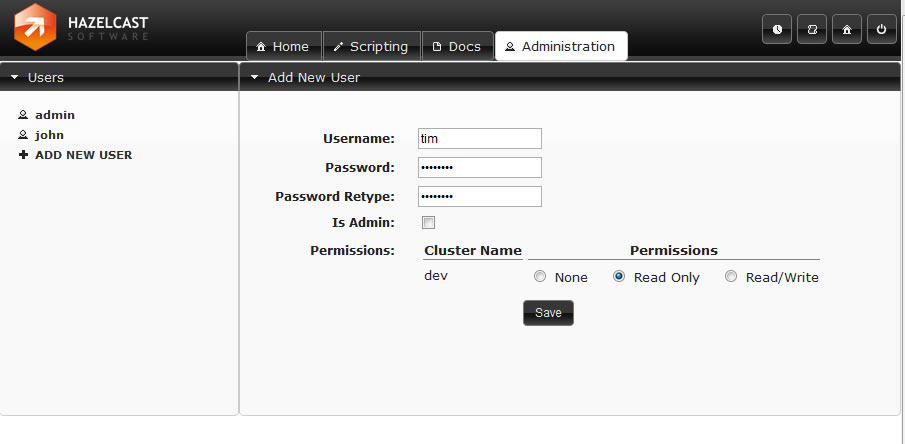 HAZELCAST
SOFTWARE
Home Scripting Docs Administration
Users
admin
john
ADD NEW USER
Add New User
Username: tim
Password: ••••••••
Password Retype: ••••••••
Is Admin:
Permissions: Cluster Name Permissions
dev None Read Only Read/Write
Save